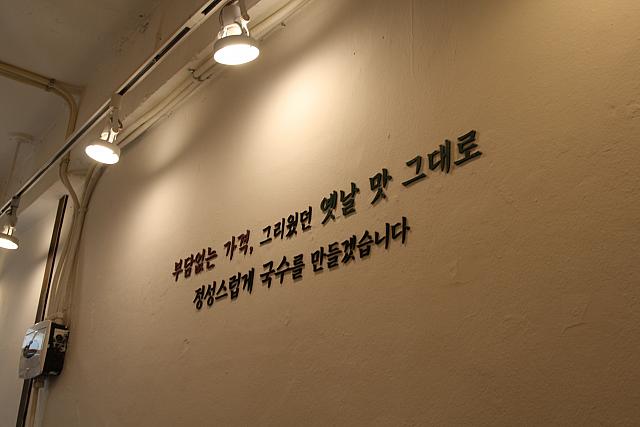 부담없는 가격, 그리웠던 옛날 맛 그대로
정성스럽게 국수를 만들겠습니다